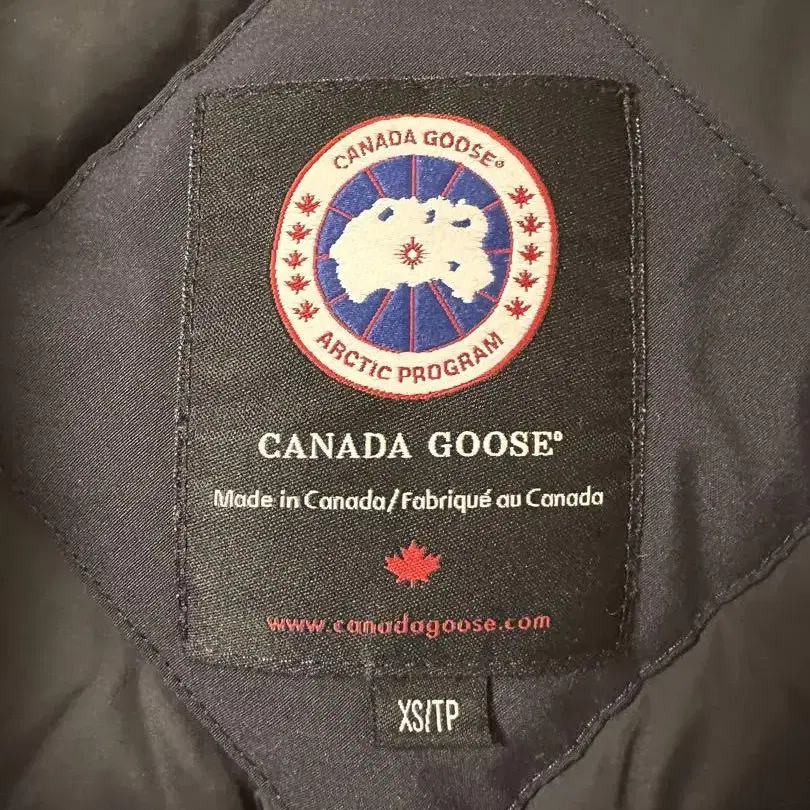 CANADA GOOSE®
ARCTIC PROGRAM
CANADA GOOSE®
Made in Canada/Fabriqué au Canada
www.canadagoose.com
XS/TP